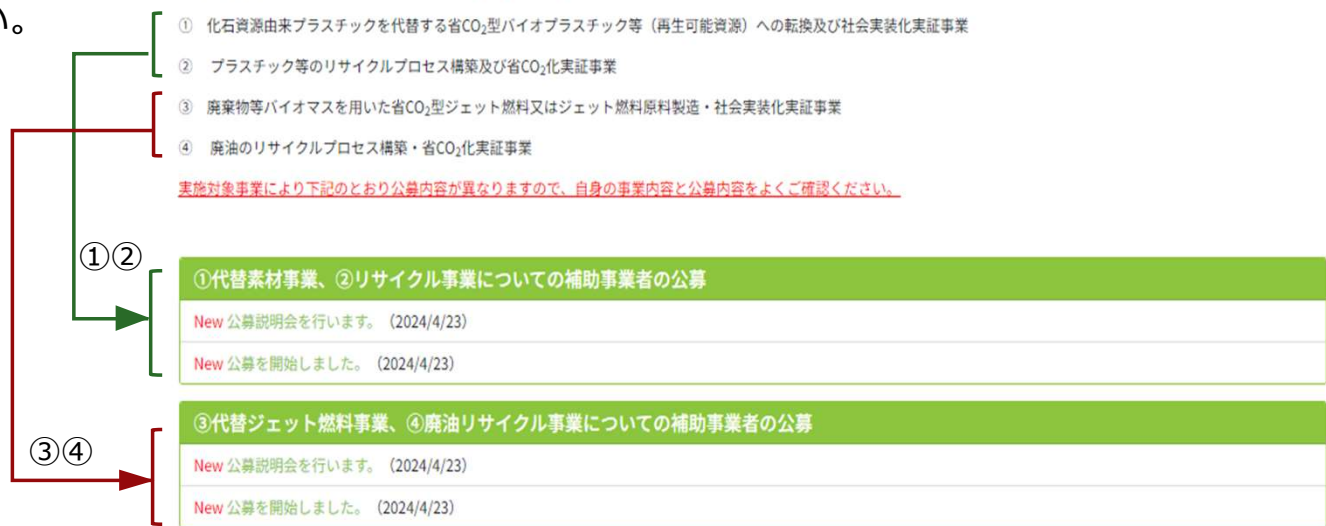 い。
① 化石資源由来プラスチックを代替する省CO₂型バイオプラスチック等（再生可能資源）への転換及び社会実装化実証事業
② プラスチック等のリサイクルプロセス構築及び省CO₂化実証事業
③ 廃棄物等バイオマスを用いた省CO₂型ジェット燃料又はジェット燃料原料製造・社会実装化実証事業
④ 廃油のリサイクルプロセス構築・省CO₂化実証事業
実施対象事業により下記のとおり公募内容が異なりますので、自身の事業内容と公募内容をよくご確認ください。
①②
①代替素材事業、②リサイクル事業についての補助事業者の公募
New 公募説明会を行います。（2024/4/23）
New 公募を開始しました。（2024/4/23）
③④
③代替ジェット燃料事業、④廃油リサイクル事業についての補助事業者の公募
New 公募説明会を行います。（2024/4/23）
New 公募を開始しました。（2024/4/23）